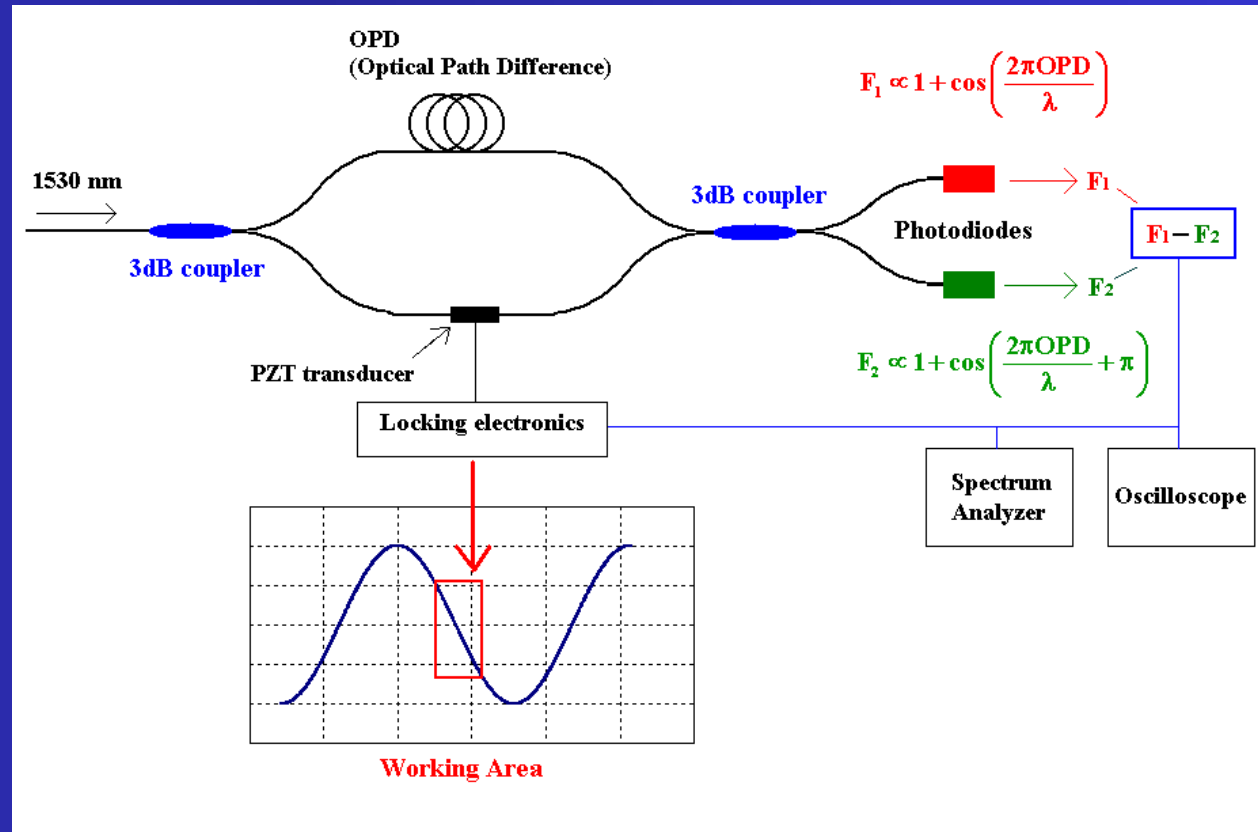 OPD
(Optical Path Difference)
F₁ ∝ 1 + cos(2πOPD/λ)
1530 nm
3dB coupler
3dB coupler
F₁
Photodiodes
F₁ − F₂
F₂
PZT transducer
F₂ ∝ 1 + cos(2πOPD/λ + π)
Locking electronics
Spectrum
Analyzer
Oscilloscope
Working Area